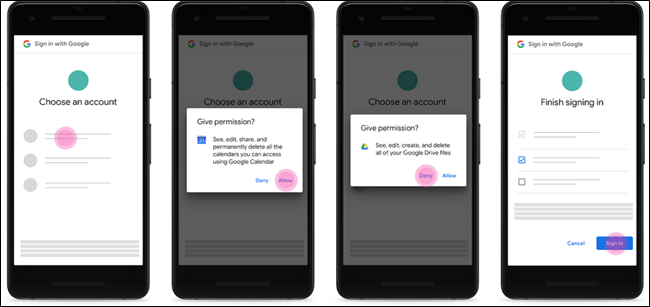 Sign in with Google
Choose an account
Sign in with Google
Choose an account
Give permission?
31
See, edit, share, and
permanently delete all the
calendars you can access
using Google Calendar
Deny
Allow
Sign in with Google
Choose an account
Give permission?
See, edit, create, and delete
all of your Google Drive files
Deny
Allow
Sign in with Google
Finish signing in
Cancel
Sign in